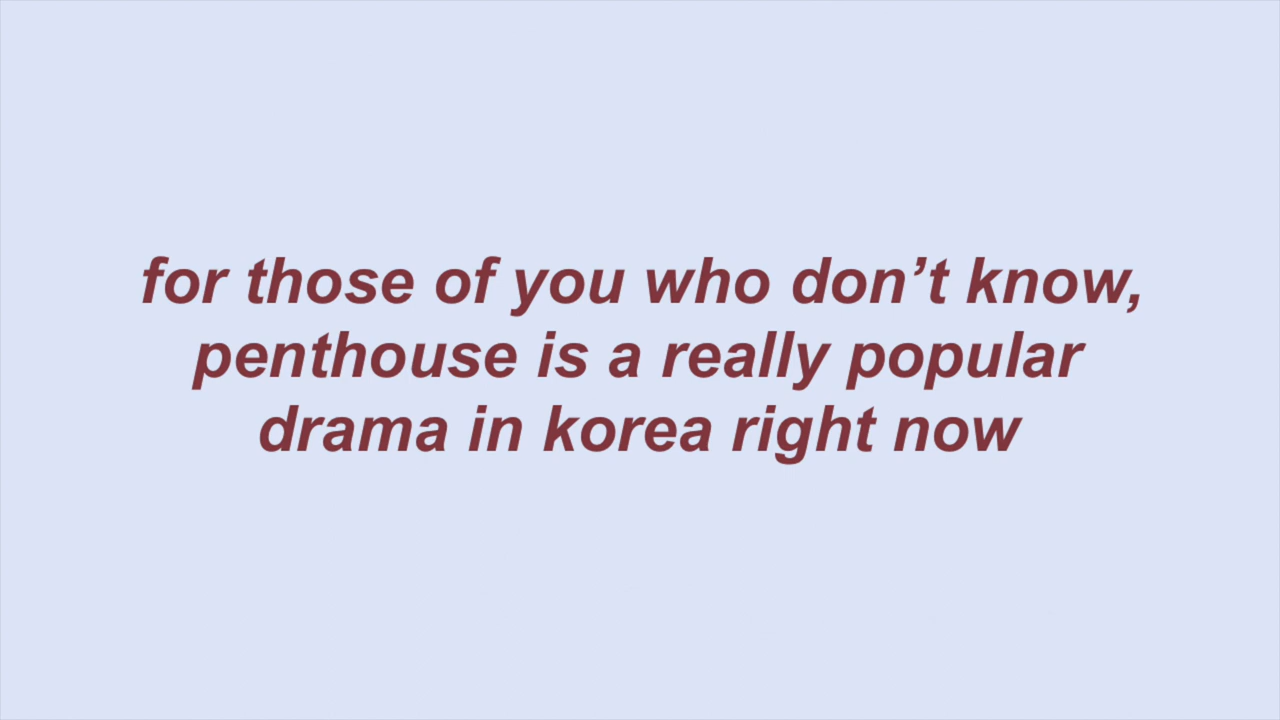 for those of you who don’t know,
penthouse is a really popular
drama in korea right now